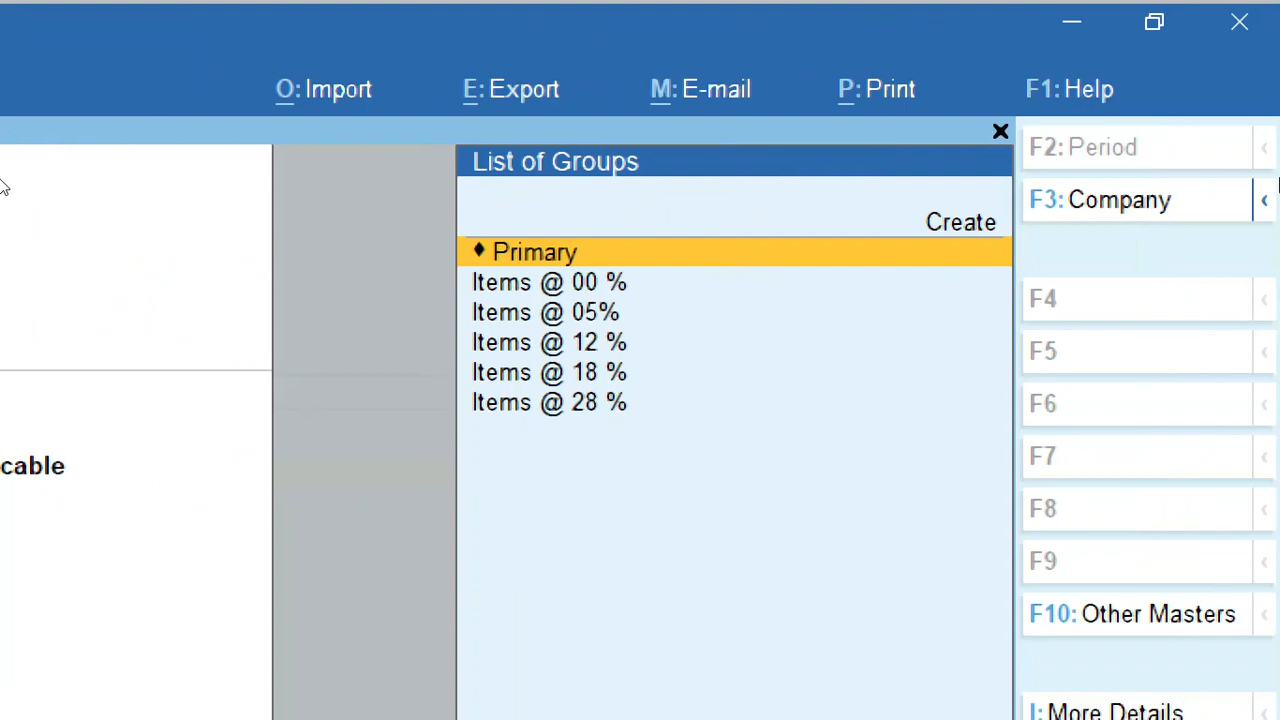 O: Import E: Export M: E-mail P: Print F1: Help
List of Groups
Create
♦ Primary
Items @ 00 %
Items @ 05%
Items @ 12 %
Items @ 18 %
Items @ 28 %
cable
F2: Period
F3: Company
F4
F5
F6
F7
F8
F9
F10: Other Masters
I: More Details